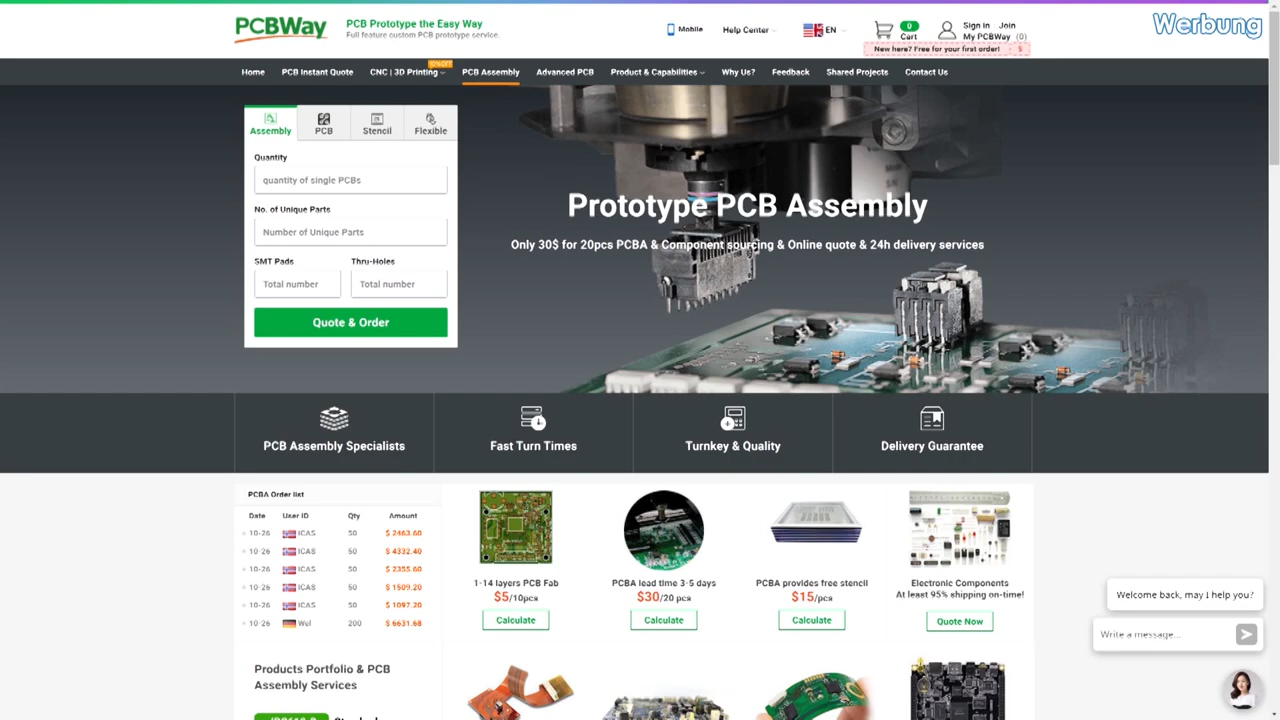 PCBWay
PCB Prototype the Easy Way
Full feature custom PCB prototype service.
Mobile
Help Center
EN
0
Cart
Sign in Join
My PCBWay (0)
New here? Free for your first order!
Werbung
Home PCB Instant Quote CNC | 3D Printing PCB Assembly Advanced PCB Product & Capabilities Why Us? Feedback Shared Projects Contact Us
Assembly PCB Stencil Flexible
Quantity
quantity of single PCBs
No. of Unique Parts
Number of Unique Parts
SMT Pads Thru-Holes
Total number Total number
Quote & Order
Prototype PCB Assembly
Only 30$ for 20pcs PCBA & Component sourcing & Online quote & 24h delivery services
PCB Assembly Specialists Fast Turn Times Turnkey & Quality Delivery Guarantee
PCBA Order list
Date User ID Qty Amount
10-26 ICAS 50 $ 2463.60
10-26 ICAS 50 $ 4332.40
10-26 ICAS 50 $ 2355.60
10-26 ICAS 50 $ 1509.20
10-26 ICAS 50 $ 1097.20
10-26 Wul 200 $ 6631.68
1-14 layers PCB Fab
$5/10pcs
Calculate
PCBA lead time 3-5 days
$30/20 pcs
Calculate
PCBA provides free stencil
$15/pcs
Calculate
Electronic Components
At least 95% shipping on-time!
Quote Now
Products Portfolio & PCB
Assembly Services
Welcome back, may I help you?
Write a message...